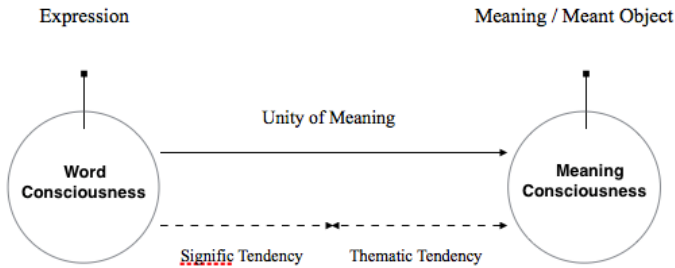 Expression
Meaning / Meant Object
Unity of Meaning
Word
Consciousness
Meaning
Consciousness
Signific Tendency
Thematic Tendency